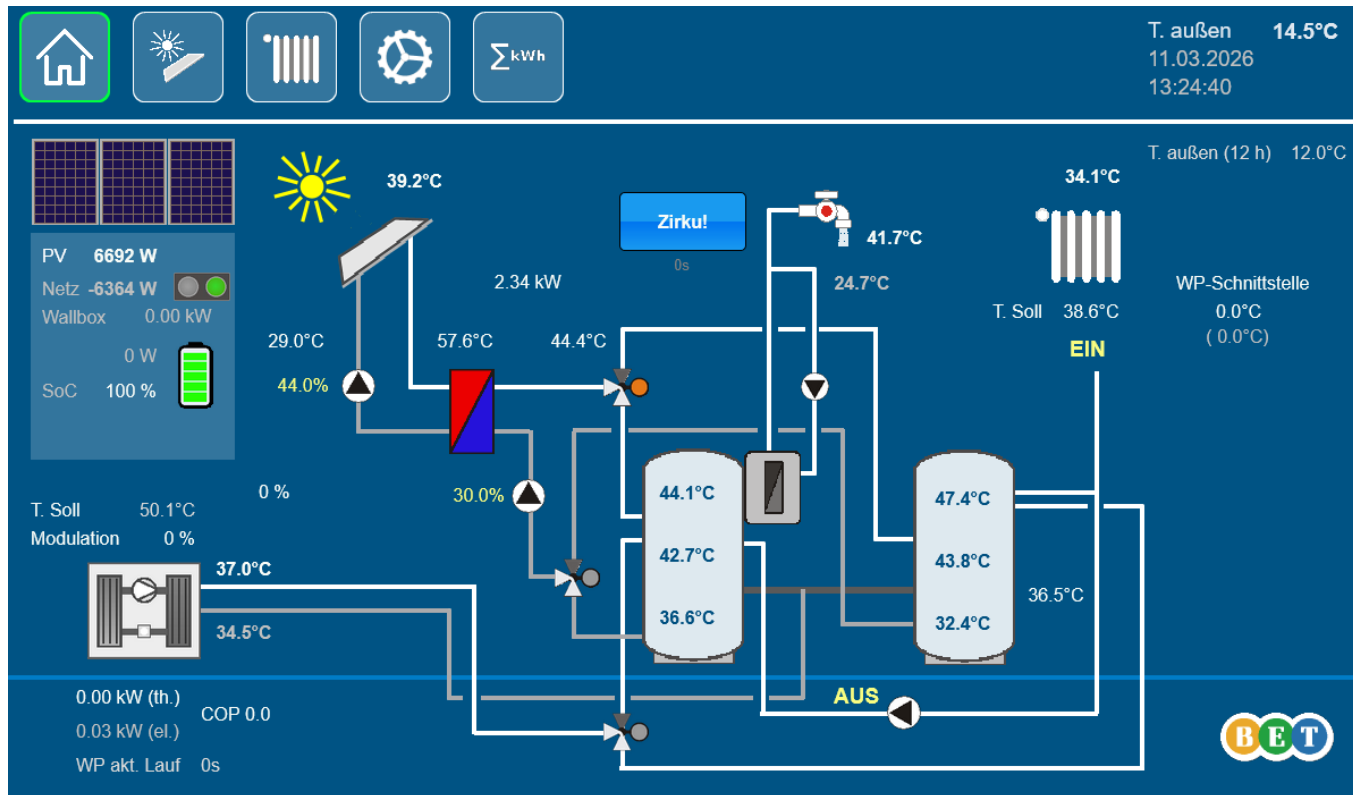 ∑kWh
T. außen 14.5°C
11.03.2026
13:24:40
T. außen (12 h) 12.0°C
39.2°C
34.1°C
Zirku!
0s
41.7°C
24.7°C
PV 6692 W
Netz -6364 W
Wallbox 0.00 kW
0 W
SoC 100 %
2.34 kW
WP-Schnittstelle
0.0°C
( 0.0°C)
T. Soll 38.6°C
EIN
29.0°C
57.6°C
44.4°C
44.0%
30.0%
0 %
T. Soll 50.1°C
Modulation 0 %
37.0°C
34.5°C
44.1°C
42.7°C
36.6°C
47.4°C
43.8°C
32.4°C
36.5°C
AUS
0.00 kW (th.)
COP 0.0
0.03 kW (el.)
WP akt. Lauf 0s
BET